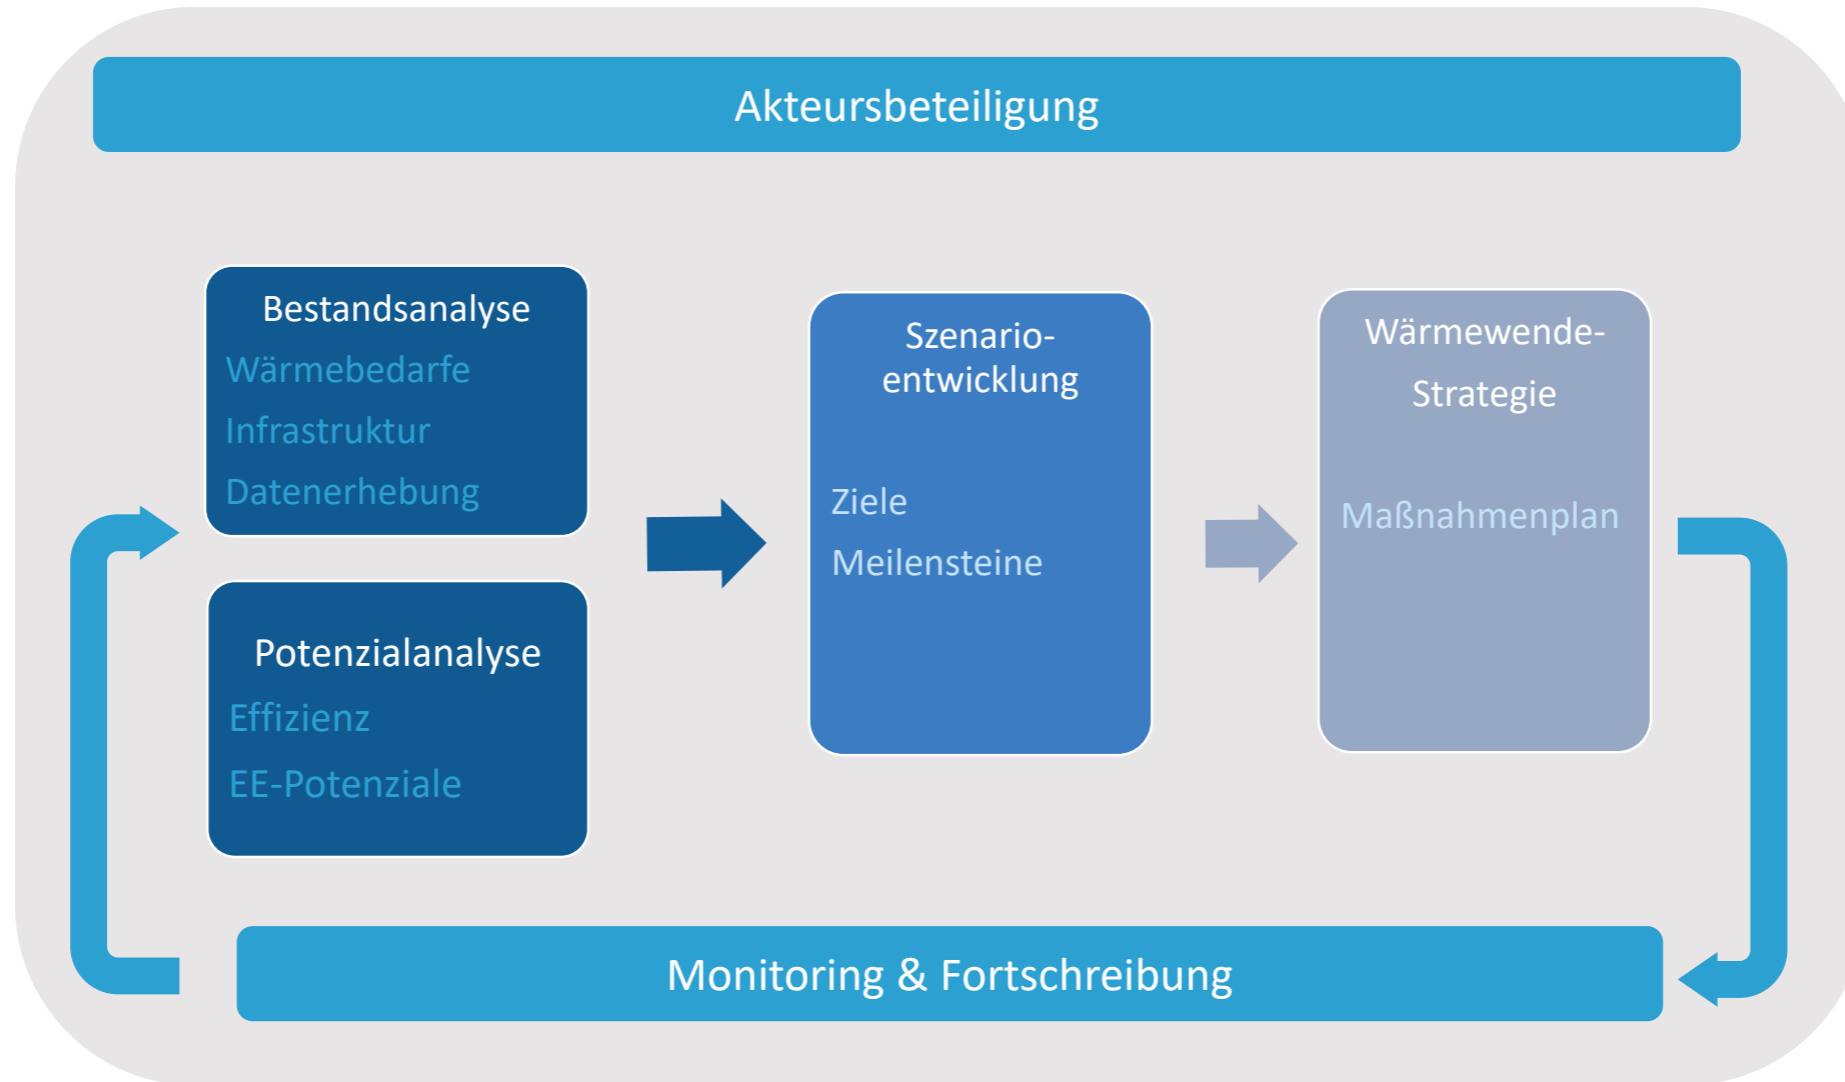 Akteursbeteiligung
Bestandsanalyse
Wärmebedarfe
Infrastruktur
Datenerhebung
Potenzialanalyse
Effizienz
EE-Potenziale
Szenario-
entwicklung
Ziele
Meilensteine
Wärmewende-
Strategie
Maßnahmenplan
Monitoring & Fortschreibung